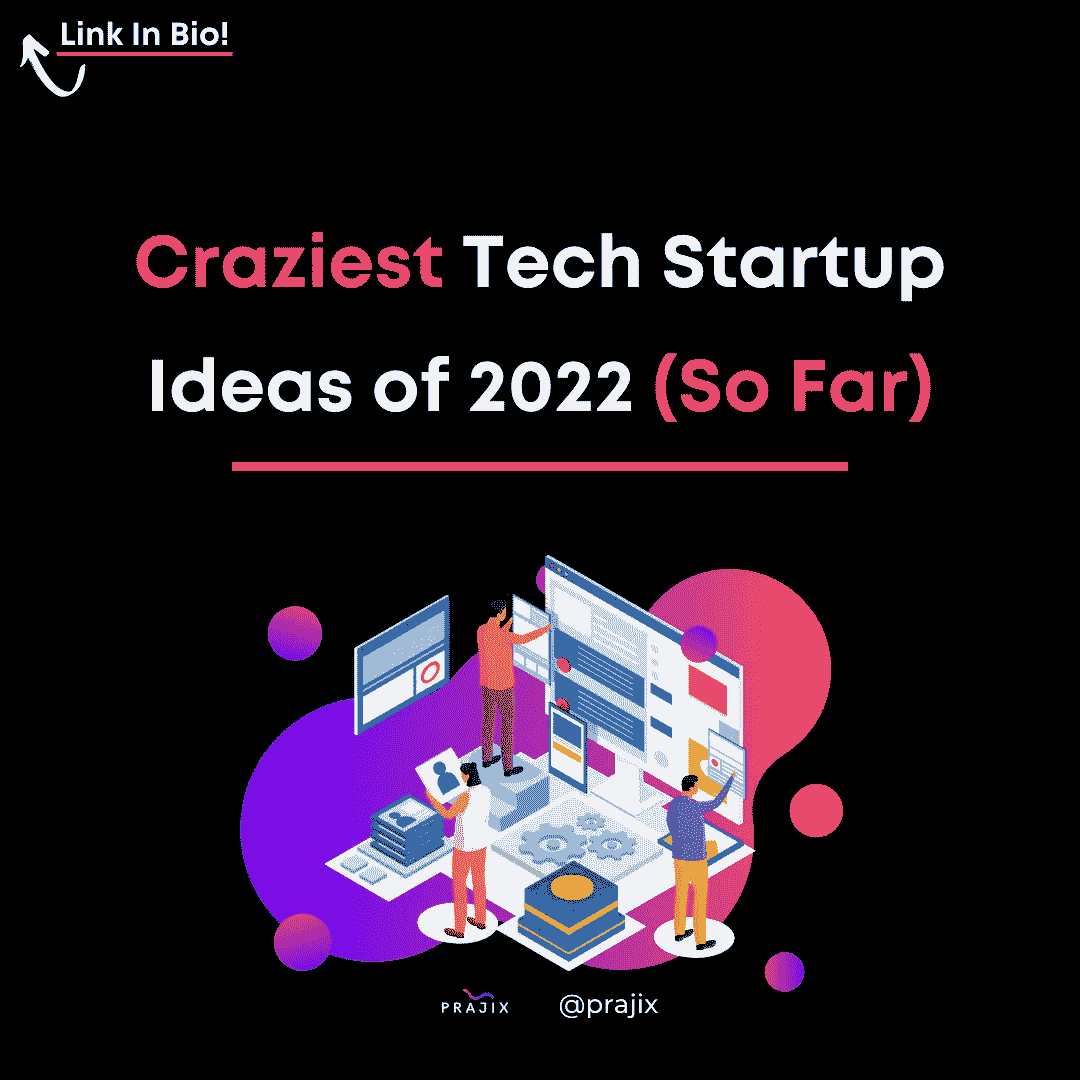 Link In Bio!
Craziest Tech Startup
Ideas of 2022 (So Far)
PRAJIX
@prajix